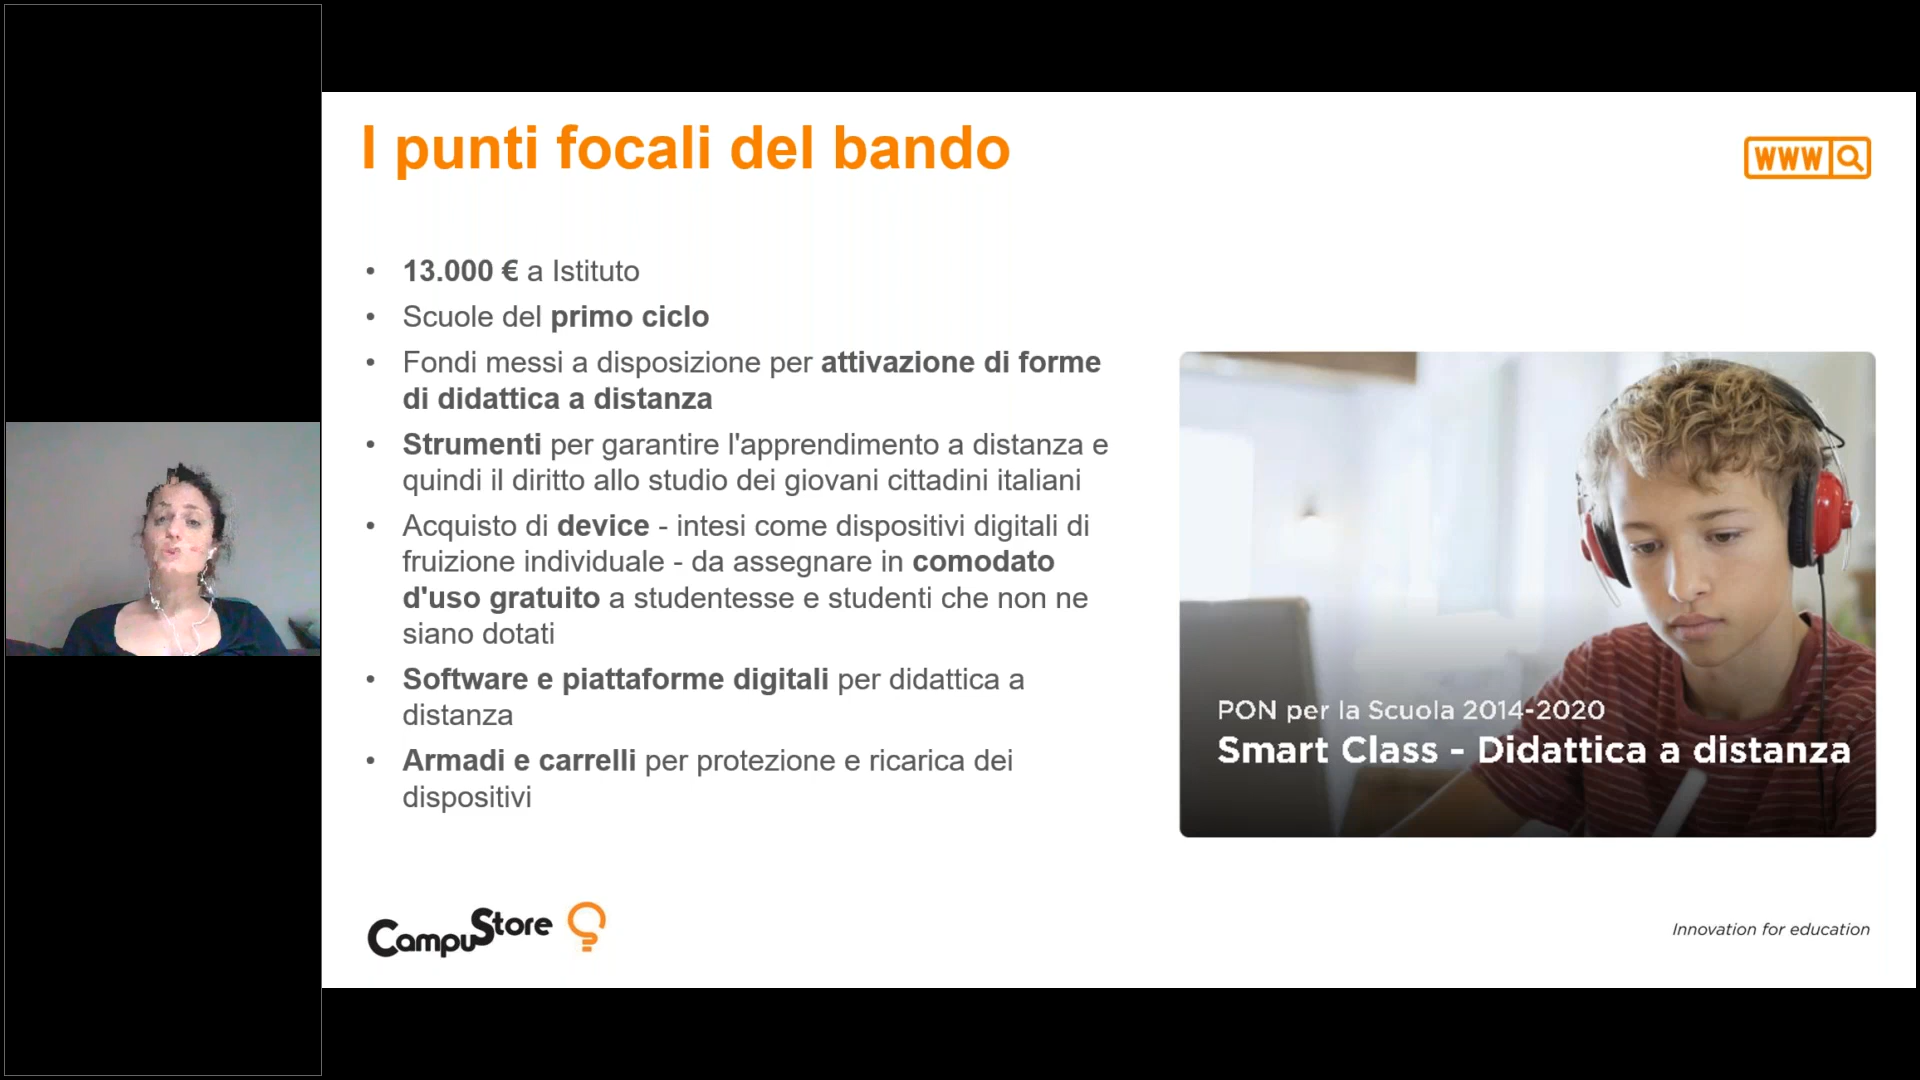 I punti focali del bando
www
• 13.000 € a Istituto
• Scuole del primo ciclo
• Fondi messi a disposizione per attivazione di forme
di didattica a distanza
• Strumenti per garantire l'apprendimento a distanza e
quindi il diritto allo studio dei giovani cittadini italiani
• Acquisto di device - intesi come dispositivi digitali di
fruizione individuale - da assegnare in comodato
d'uso gratuito a studentesse e studenti che non ne
siano dotati
• Software e piattaforme digitali per didattica a
distanza
• Armadi e carrelli per protezione e ricarica dei
dispositivi
PON per la Scuola 2014-2020
Smart Class - Didattica a distanza
CampuStore
Innovation for education